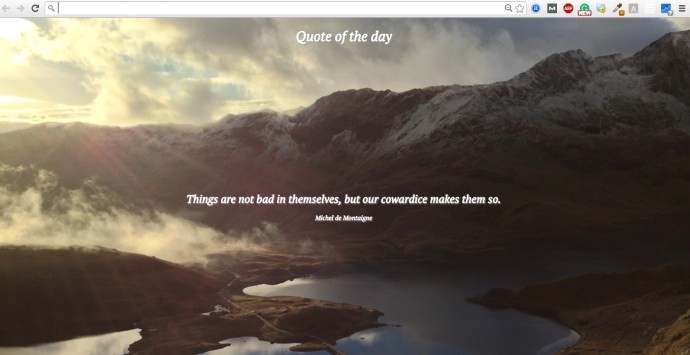 NEW
Quote of the day
Things are not bad in themselves, but our cowardice makes them so.
Michel de Montaigne